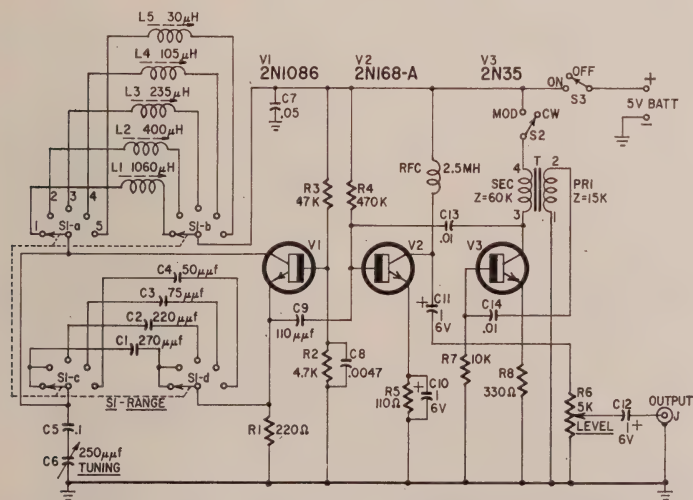 L5 30μH
L4 105μH
L3 235μH
L2 400μH
L1 1060μH
2 3 4
1 S1-a 5 S1-b
V1
2N1086
V2
2N168-A
V3
2N35
C7
.05
ON OFF
S3
+
5V BATT
−
MOD CW
S2
RFC 2.5MH
R3
47K
R4
470K
C13
.01
4 T 2
SEC PRI
Z=60K Z=15K
3 1
V1
V2
V3
C4 50μμf
C3 75μμf
C2 220μμf
C1 270μμf
S1-c S1-d
S1-RANGE
C9
110μμf
C11
1
6V
+
C14
.01
R2
4.7K
C8
.0047
R7 10K
R5
110Ω
+ C10
1
6V
R8
330Ω
R6
5K
LEVEL
C12
1 +
6V
OUTPUT
J
R1 220Ω
C5 .1
C6 250μμf
TUNING